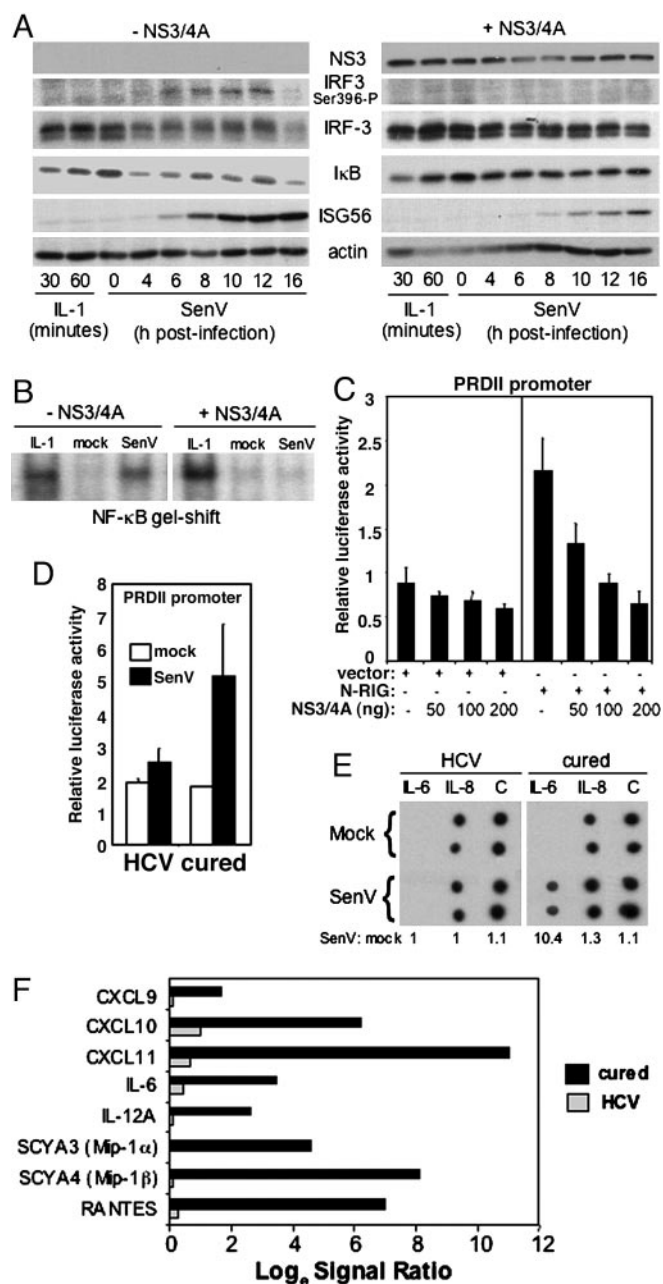 A
- NS3/4A
+ NS3/4A
NS3
IRF3
Ser396-P
IRF-3
IκB
ISG56
actin
30 60 0 4 6 8 10 12 16
30 60 0 4 6 8 10 12 16
IL-1
(minutes)
SenV
(h post-infection)
IL-1
(minutes)
SenV
(h post-infection)
B
- NS3/4A
+ NS3/4A
IL-1 mock SenV
IL-1 mock SenV
NF-κB gel-shift
C
PRDII promoter
Relative luciferase activity
3
2.5
2
1.5
1
0.5
0
vector: + + + + - - - -
N-RIG: - - - - + + + +
NS3/4A (ng) - 50 100 200 - 50 100 200
D
PRDII promoter
mock
SenV
Relative luciferase activity
8
7
6
5
4
3
2
1
0
HCV cured
E
HCV
cured
IL-6 IL-8 C
IL-6 IL-8 C
Mock
SenV
SenV: mock 1 1 1.1 10.4 1.3 1.1
F
CXCL9
CXCL10
CXCL11
IL-6
IL-12A
SCYA3 (Mip-1α)
SCYA4 (Mip-1β)
RANTES
cured
HCV
0 2 4 6 8 10 12
Logₑ Signal Ratio